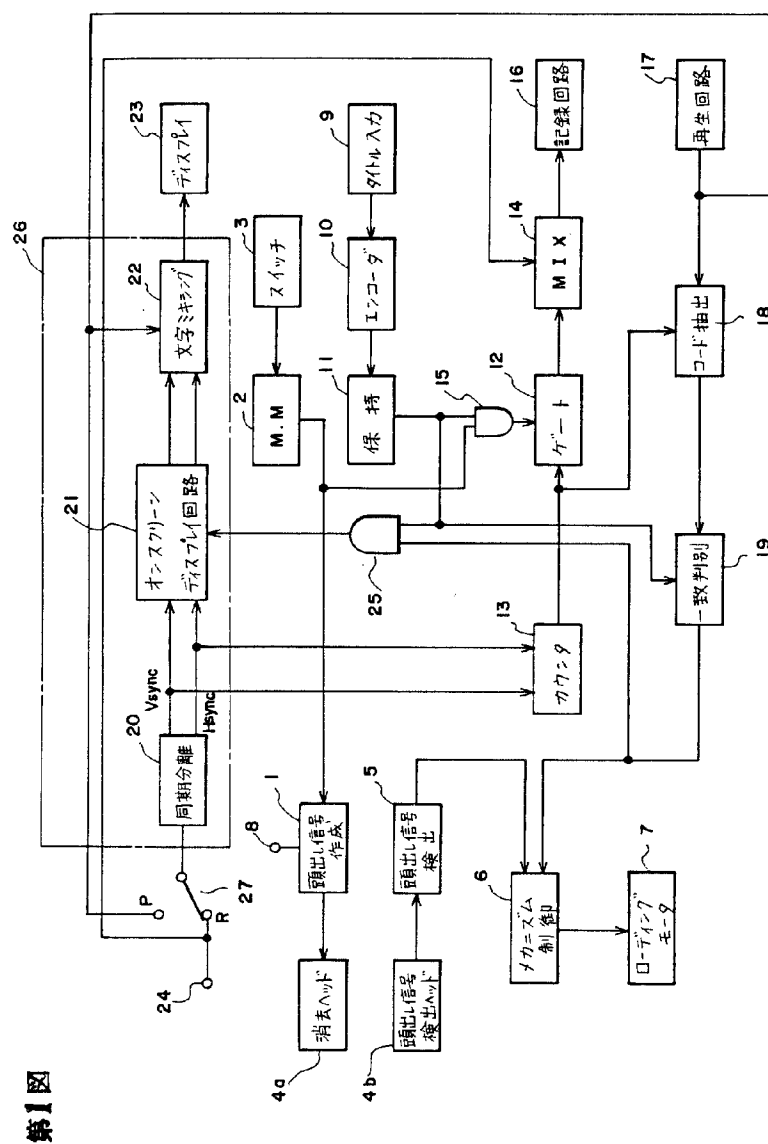 第1図
24
27
P
R
26
20
同期分離
Vsync
Hsync
21
オンスクリーン
ディスプレイ回路
22
文字ミキシング
23
ディスプレイ
8
1
頭出し信号
作成
4a
消去ヘッド
2
M.M
3
スイッチ
25
11
保持
10
エンコーダ
9
タイトル入力
4b
頭出し信号
検出ヘッド
5
頭出し信号
検出
15
13
カウンタ
12
ゲート
14
MIX
16
記録回路
6
メカニズム
制御
7
ローディング
モータ
19
一致判別
18
コード抽出
17
再生回路